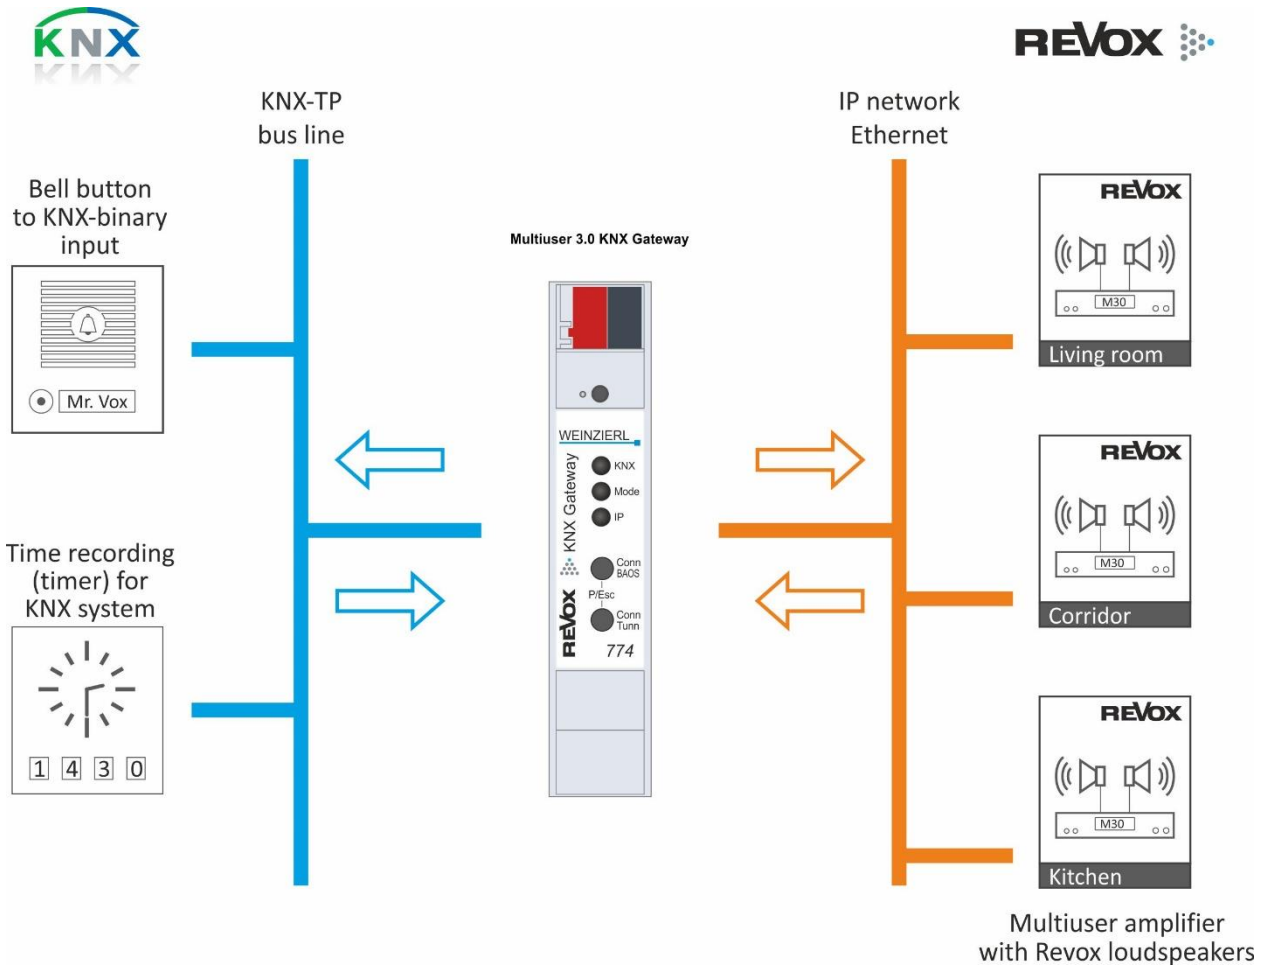 KNX
REVOX
KNX-TP
bus line
IP network
Ethernet
Bell button
to KNX-binary
input
Mr. Vox
Time recording
(timer) for
KNX system
1 4 3 0
Multiuser 3.0 KNX Gateway
WEINZIERL
KNX Gateway
KNX
Mode
IP
Conn
BAOS
P/Esc
Conn
Tunn
REVOX
774
REVOX
M30
Living room
REVOX
M30
Corridor
REVOX
M30
Kitchen
Multiuser amplifier
with Revox loudspeakers